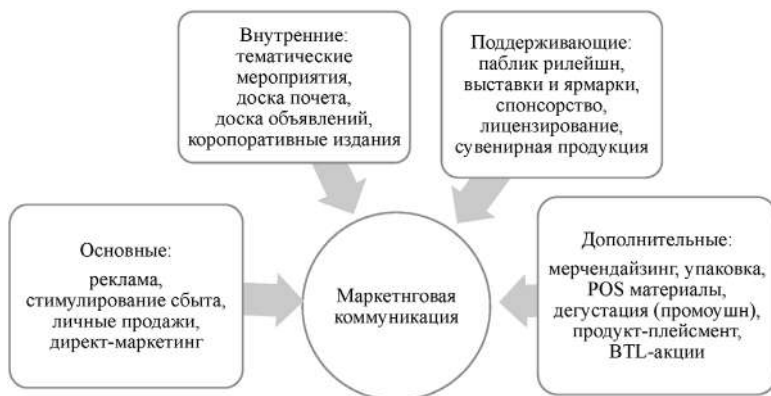 Внутренние:
тематические
мероприятия,
доска почета,
доска объявлений,
коропоративные издания
Поддерживающие:
паблик рилейшн,
выставки и ярмарки,
спонсорство,
лицензирование,
сувенирная продукция
Основные:
реклама,
стимулирование сбыта,
личные продажи,
директ-маркетинг
Маркетнговая
коммуникация
Дополнительные:
мерчендайзинг, упаковка,
POS материалы,
дегустация (промоушн),
продукт-плейсмент,
BTL-акции